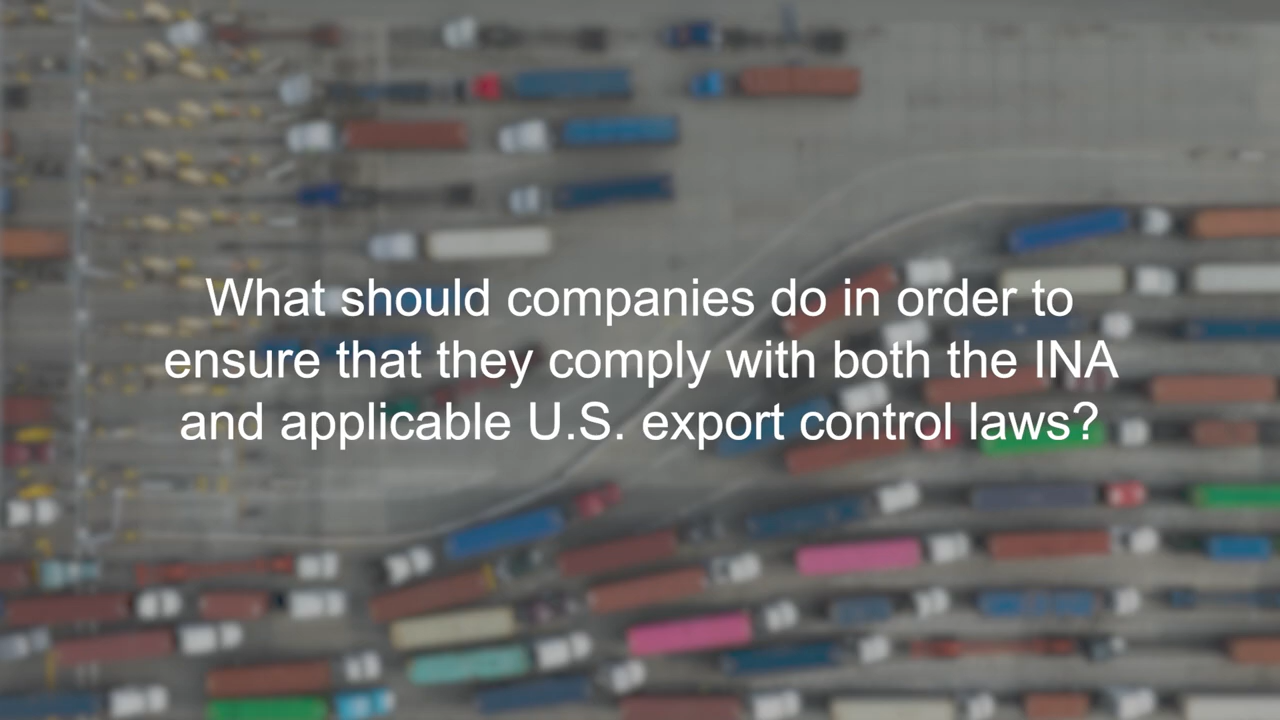 What should companies do in order to
ensure that they comply with both the INA
and applicable U.S. export control laws?